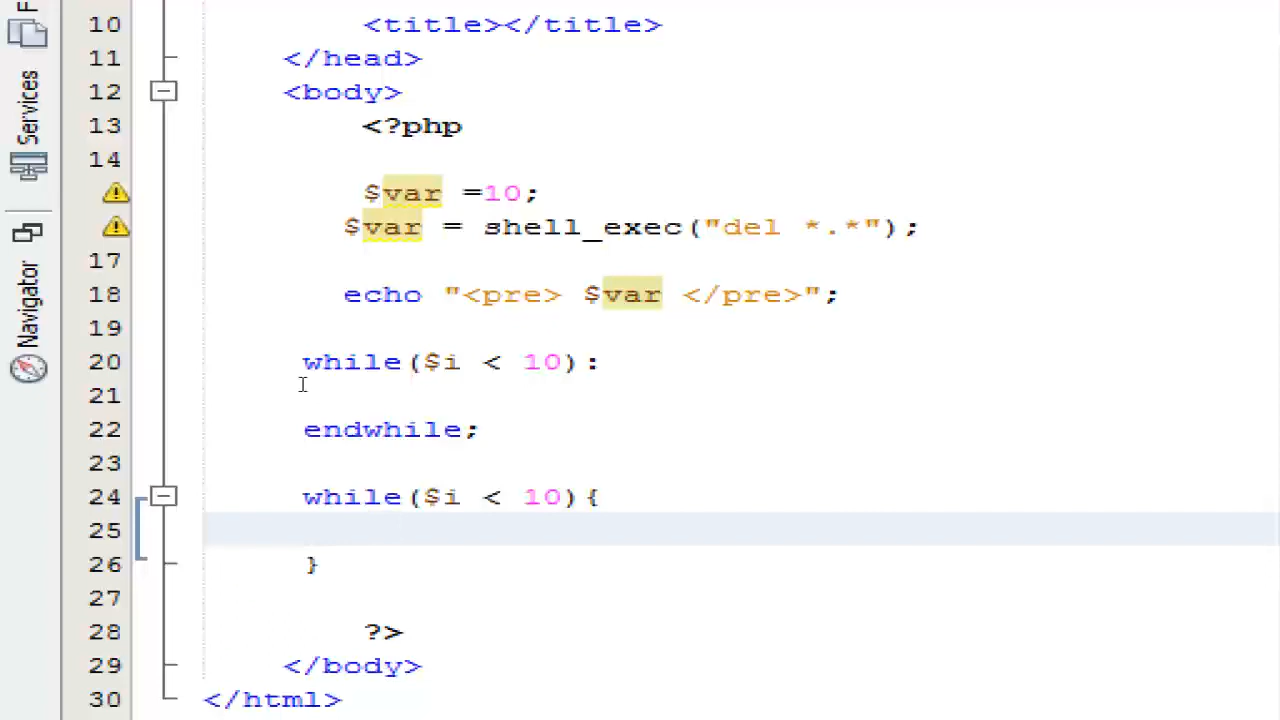 F
Services
Navigator
10 <title></title>
11 </head>
12 <body>
13 <?php
14
$var =10;
$var = shell_exec("del *.*");
17
18 echo "<pre> $var </pre>";
19
20 while($i < 10):
21
22 endwhile;
23
24 while($i < 10){
25
26 }
27
28 ?>
29 </body>
30 </html>